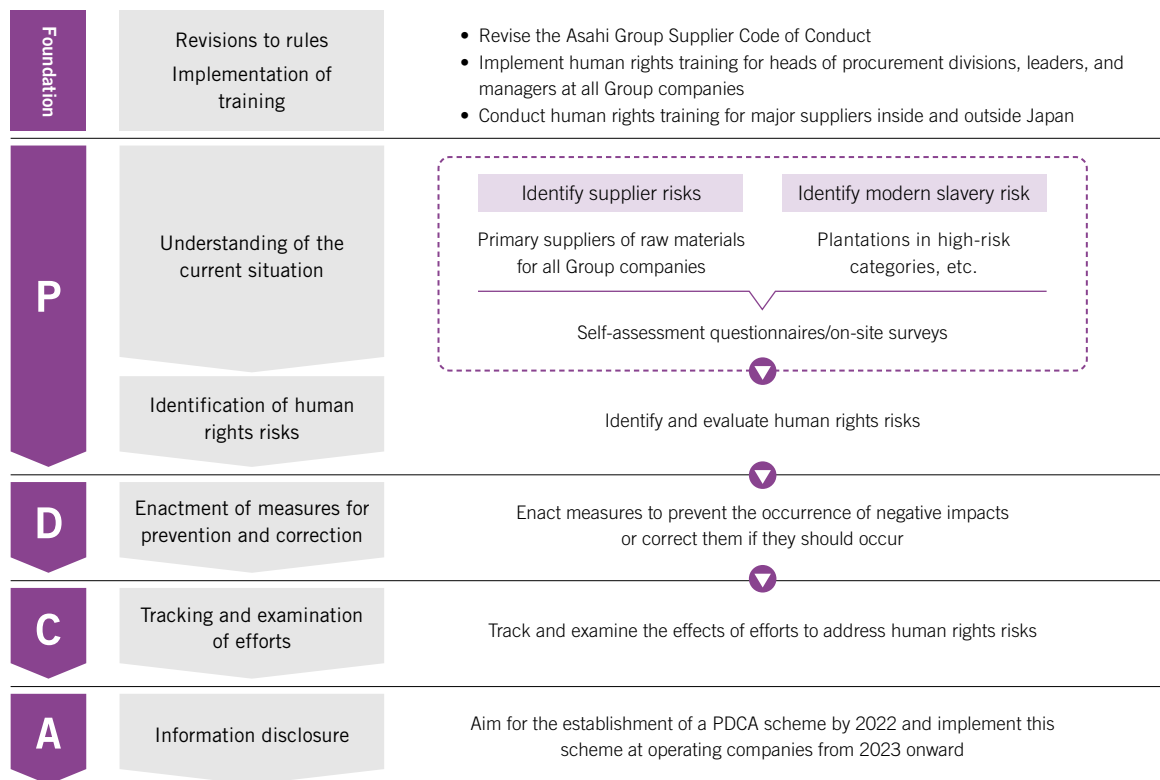 Foundation
Revisions to rules
Implementation of
training
• Revise the Asahi Group Supplier Code of Conduct
• Implement human rights training for heads of procurement divisions, leaders, and
managers at all Group companies
• Conduct human rights training for major suppliers inside and outside Japan
P
Understanding of the
current situation
Identify supplier risks
Primary suppliers of raw materials
for all Group companies
Identify modern slavery risk
Plantations in high-risk
categories, etc.
Self-assessment questionnaires/on-site surveys
Identification of human
rights risks
Identify and evaluate human rights risks
D
Enactment of measures for
prevention and correction
Enact measures to prevent the occurrence of negative impacts
or correct them if they should occur
C
Tracking and examination
of efforts
Track and examine the effects of efforts to address human rights risks
A
Information disclosure
Aim for the establishment of a PDCA scheme by 2022 and implement this
scheme at operating companies from 2023 onward